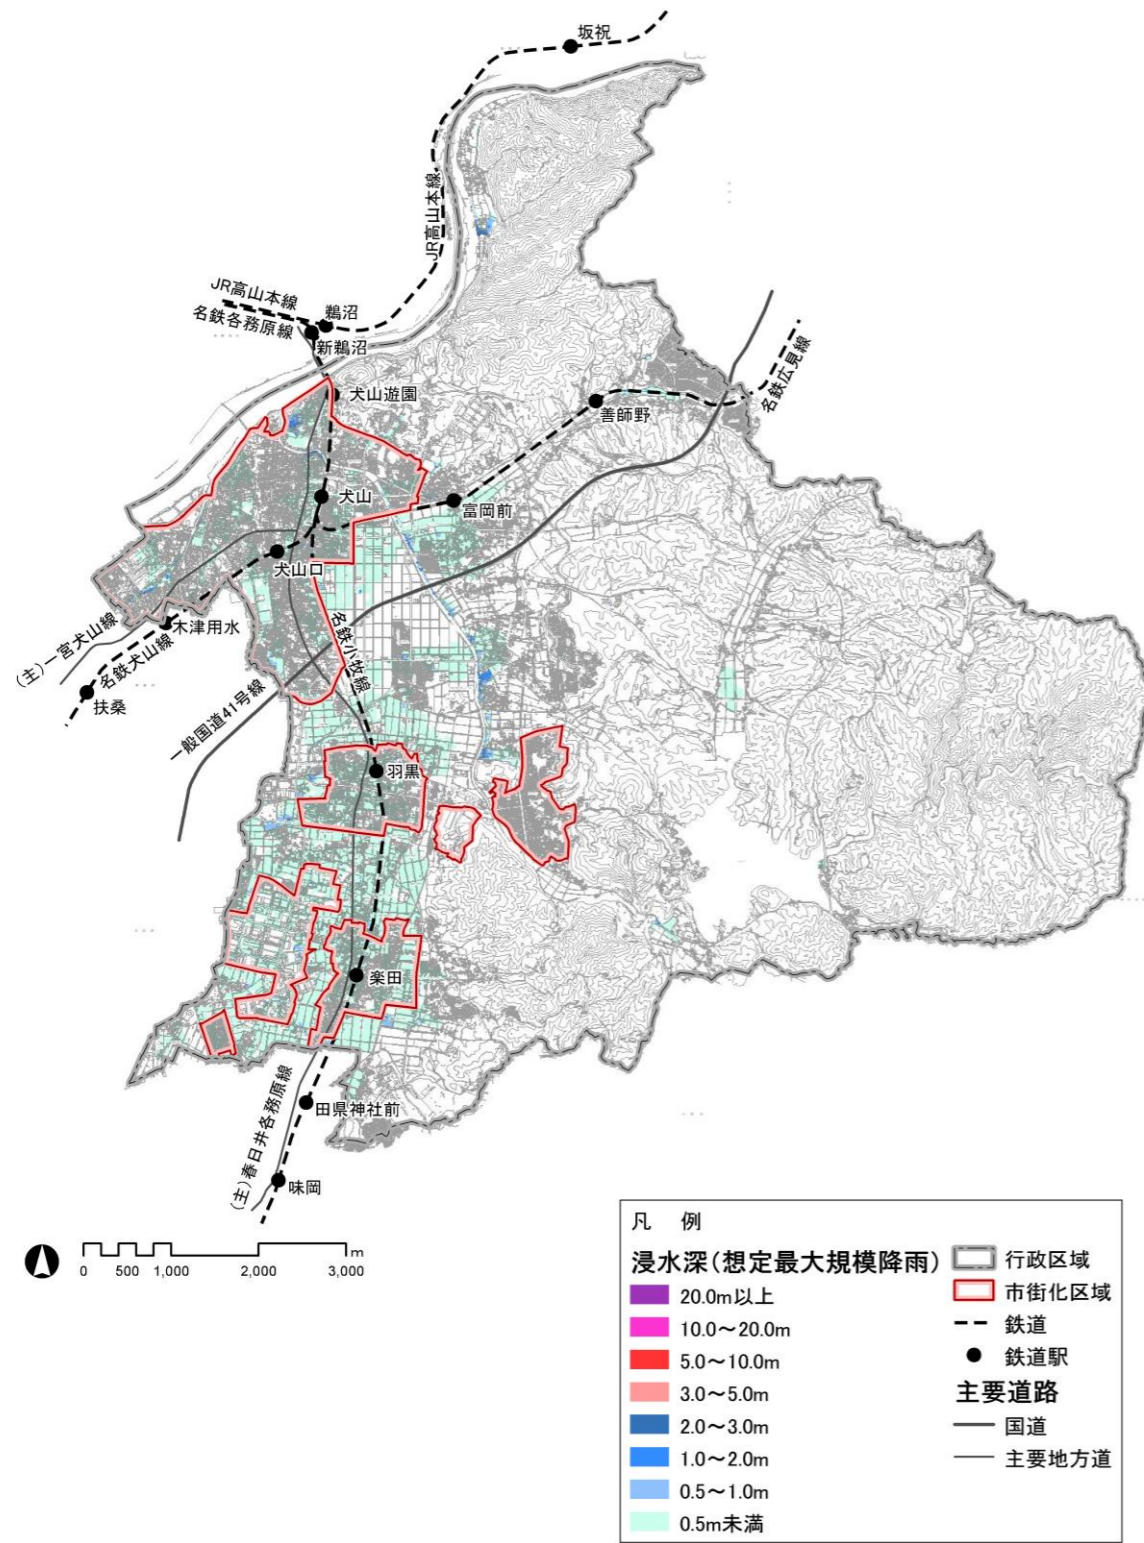 坂祝
JR高山本線
JR高山本線
名鉄各務原線
鵜沼
新鵜沼
犬山遊園
善師野
名鉄広見線
犬山
富岡前
犬山口
木津用水
(主)一宮犬山線
名鉄犬山線
扶桑
名鉄小牧線
一般国道41号線
羽黒
楽田
(主)春日井各務原線
田県神社前
味岡
0 500 1,000 2,000 3,000 m
凡 例
浸水深(想定最大規模降雨)
20.0m以上
10.0~20.0m
5.0~10.0m
3.0~5.0m
2.0~3.0m
1.0~2.0m
0.5~1.0m
0.5m未満
行政区域
市街化区域
鉄道
鉄道駅
主要道路
国道
主要地方道